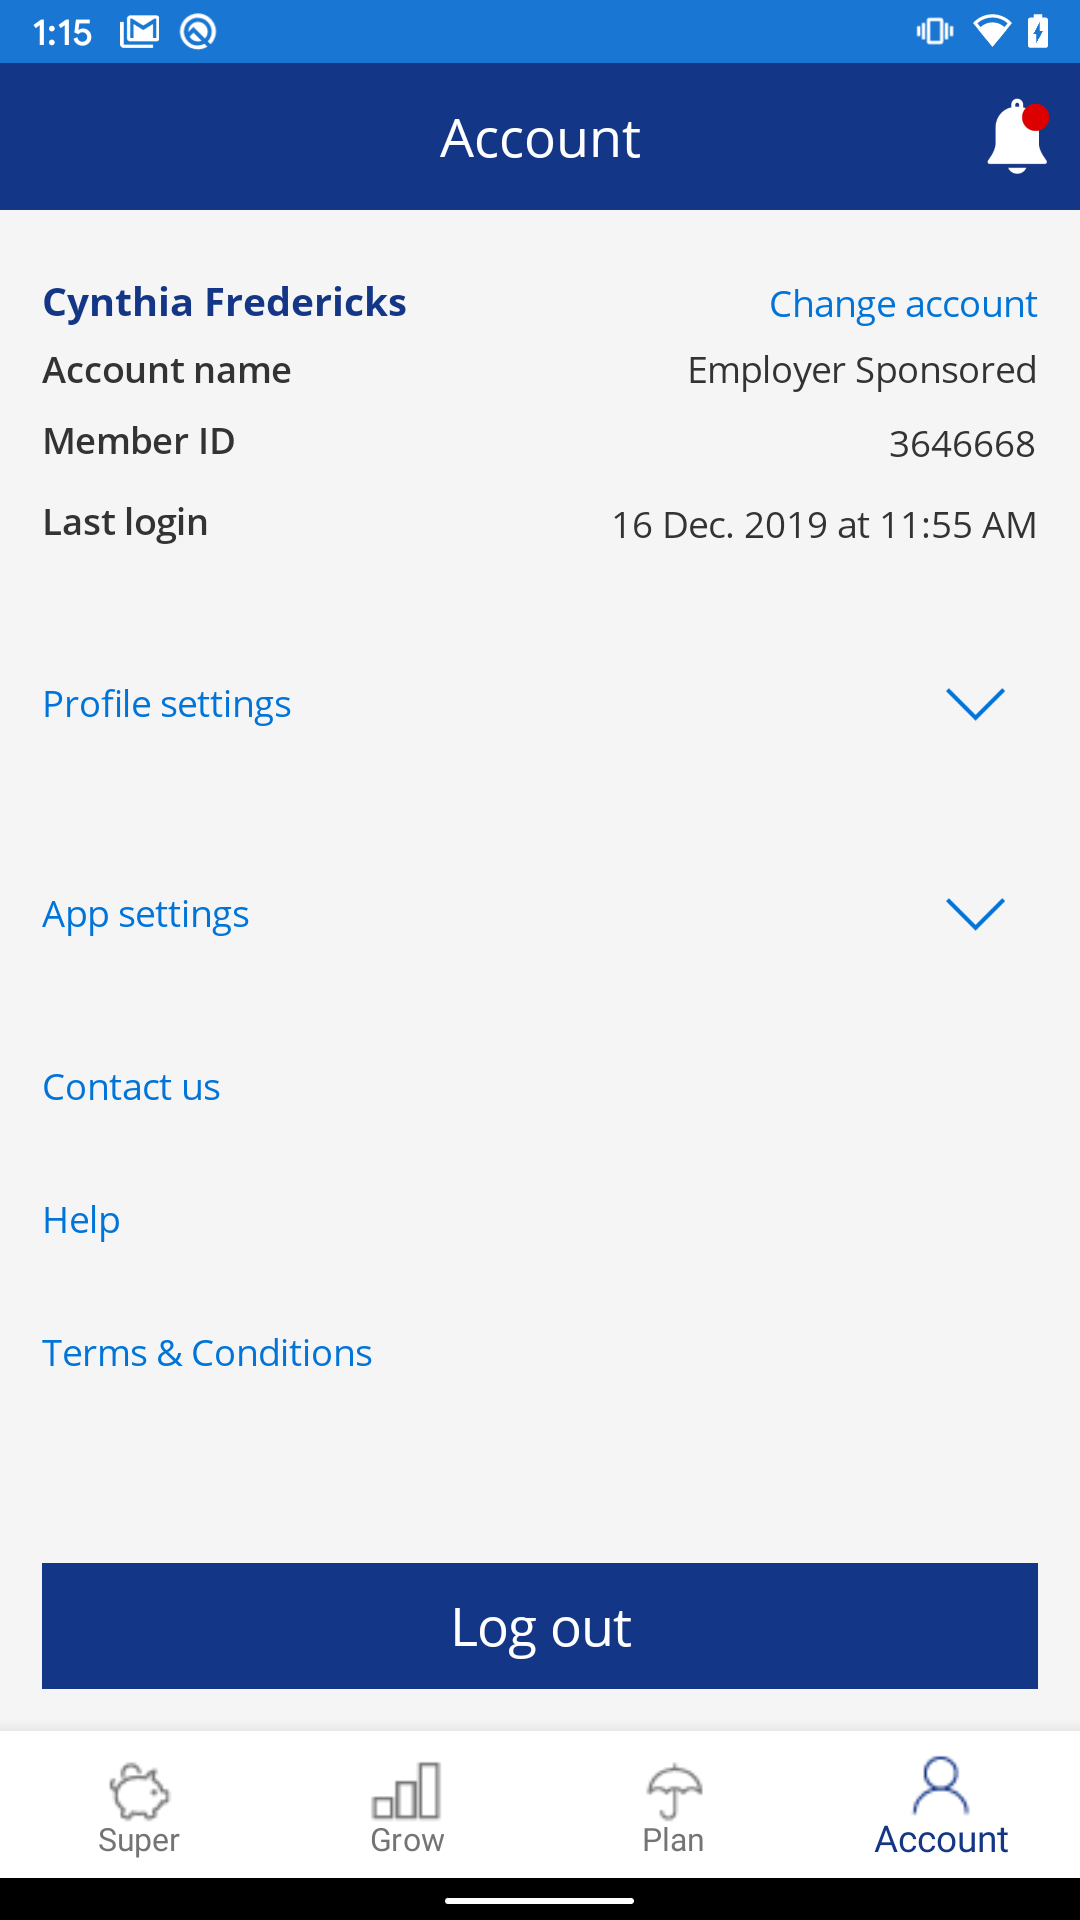 1:15
Account
Cynthia Fredericks Change account
Account name Employer Sponsored
Member ID 3646668
Last login 16 Dec. 2019 at 11:55 AM
Profile settings
App settings
Contact us
Help
Terms & Conditions
Log out
Super Grow Plan Account